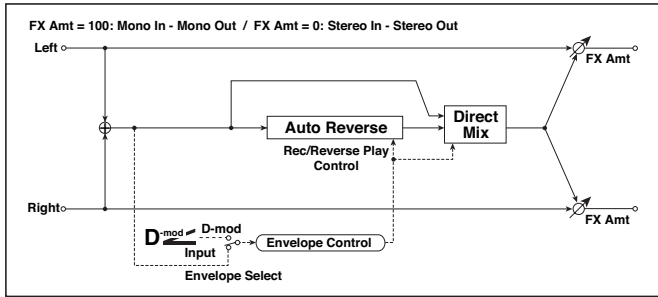 FX Amt = 100: Mono In - Mono Out / FX Amt = 0: Stereo In - Stereo Out
Left
FX Amt
Auto Reverse
Direct
Mix
Rec/Reverse Play
Control
Right
FX Amt
D-mod
D-mod
Input
Envelope Control
Envelope Select